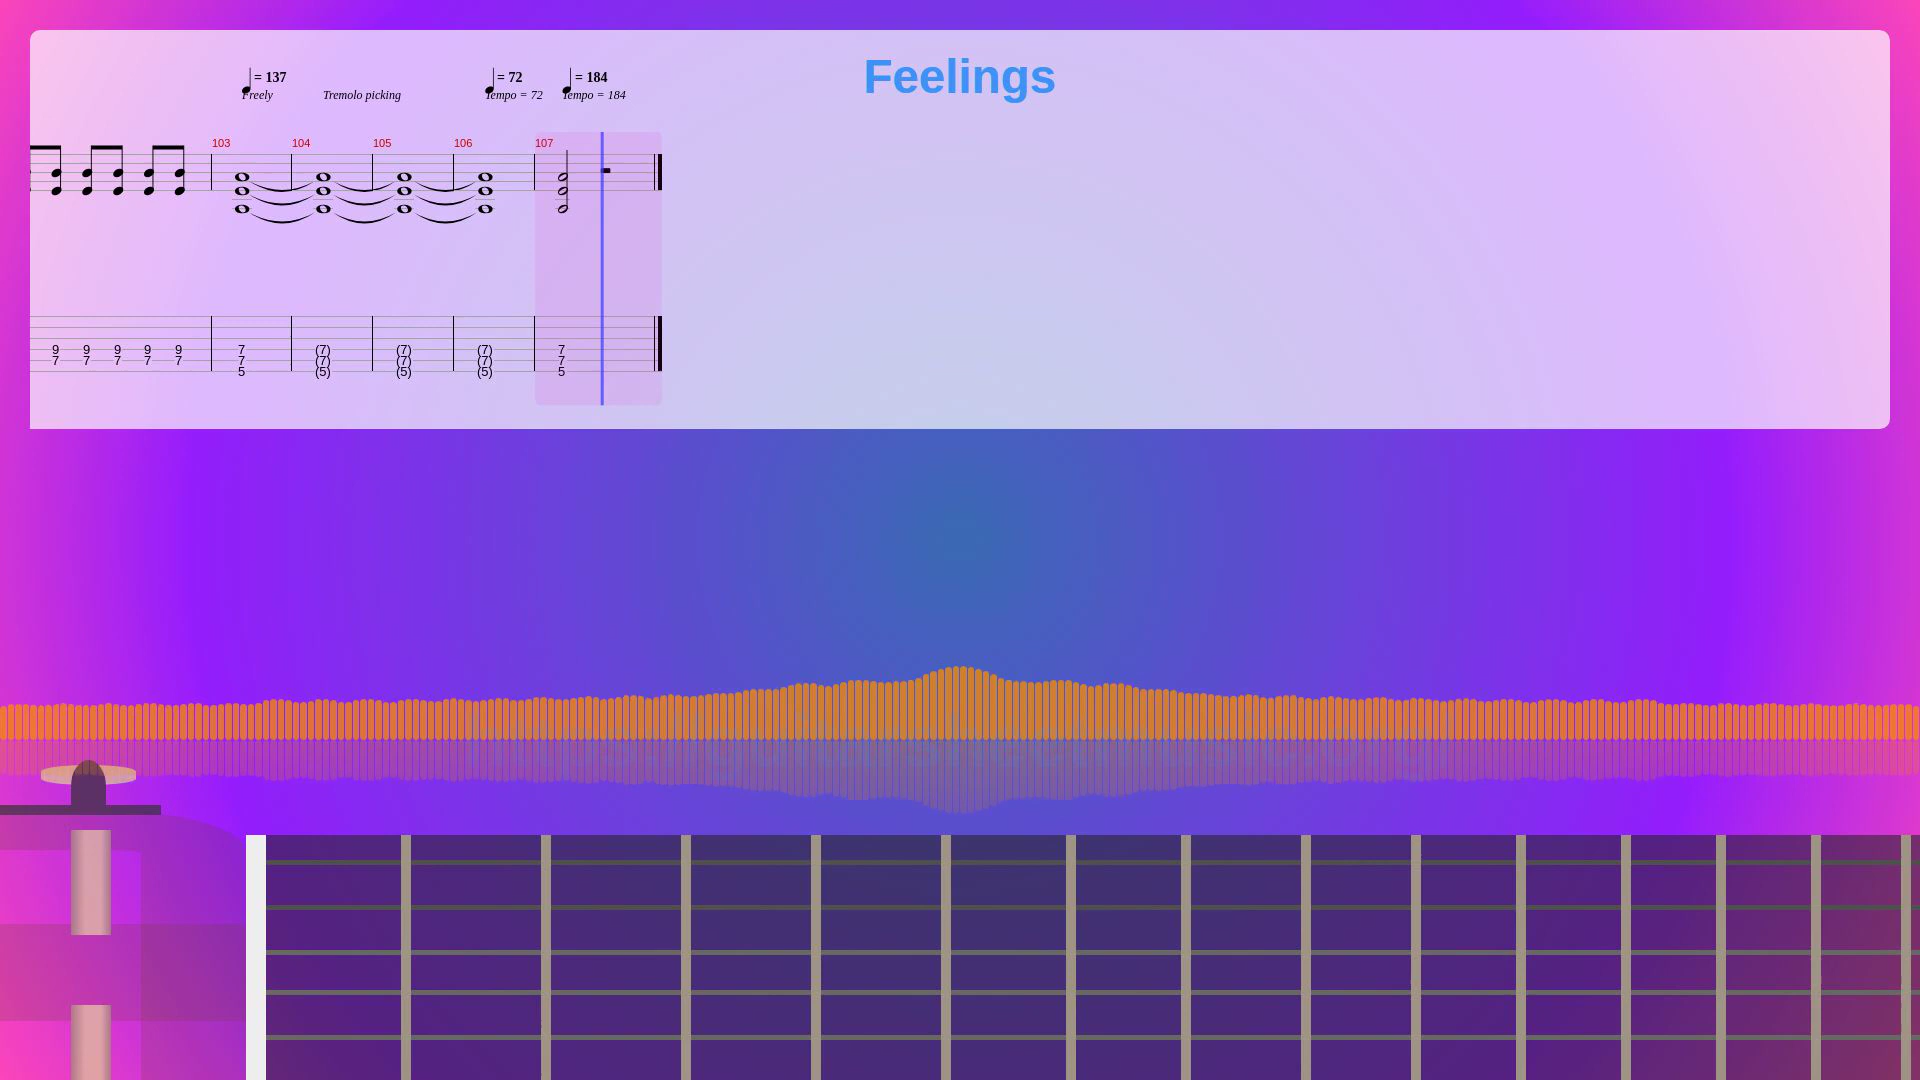 Feelings
= 137 = 72 = 184
Freely Tremolo picking Tempo = 72 Tempo = 184
103 104 105 106 107
9 9 9 9 9 7 (7) (7) (7) 7
7 7 7 7 7 7 (7) (7) (7) 7
5 (5) (5) (5) 5